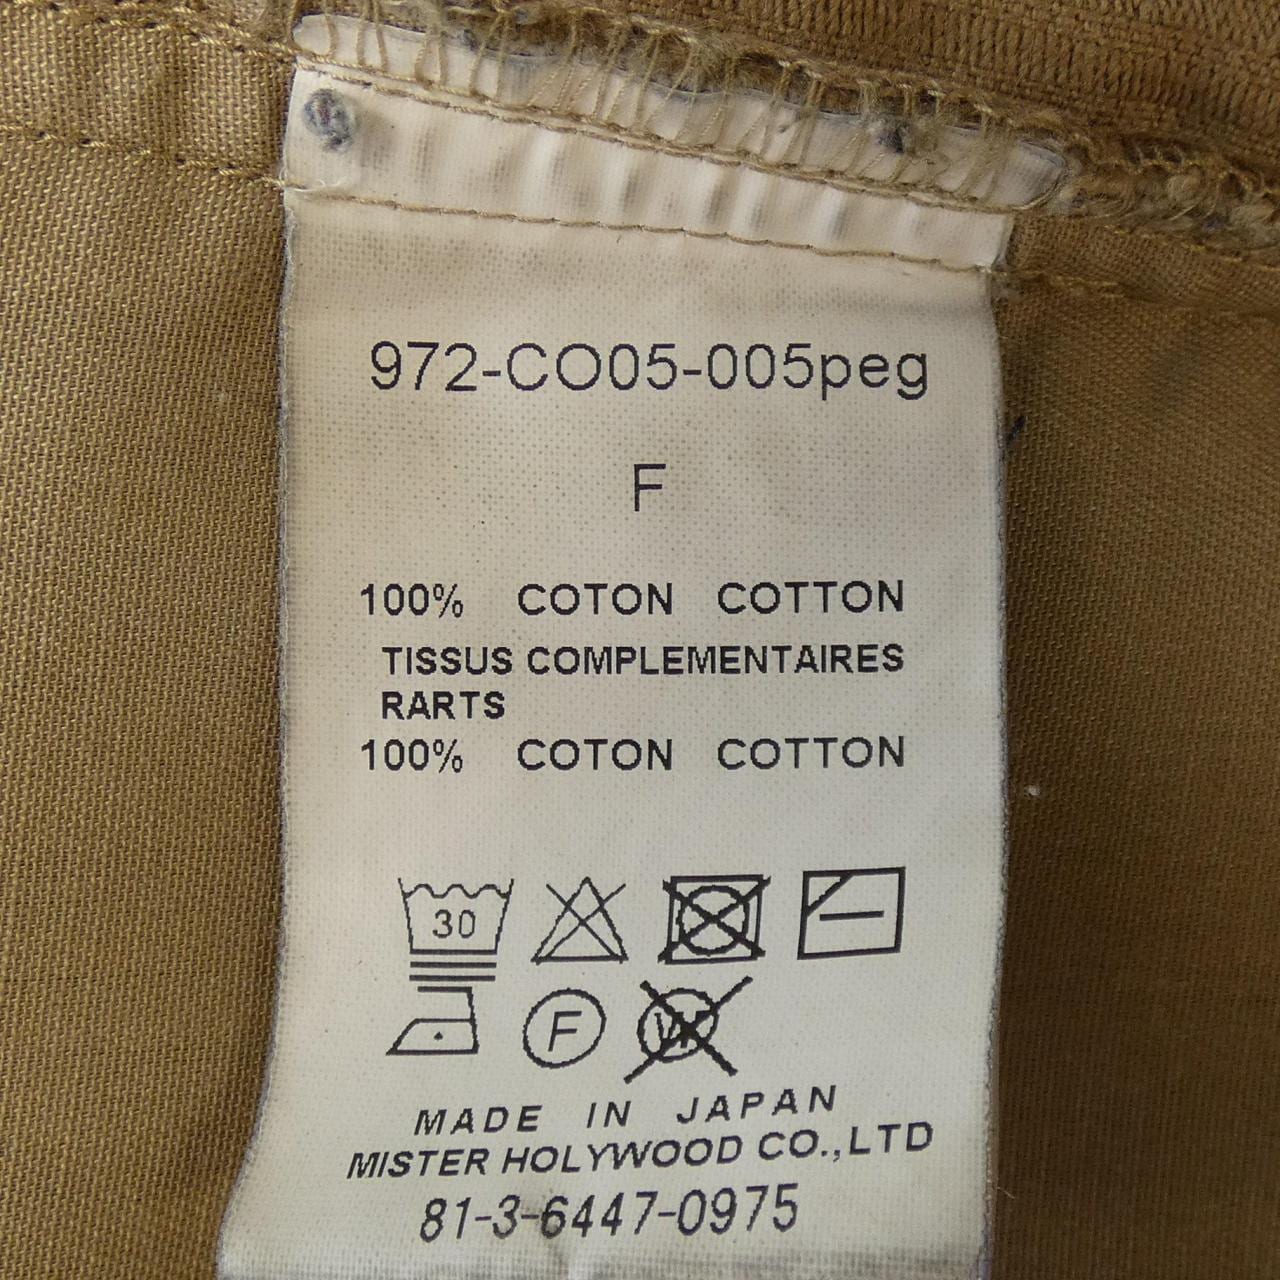 972-CO05-005peg
F
100% COTON COTTON
TISSUS COMPLEMENTAIRES
RARTS
100% COTON COTTON
30
F
W
MADE IN JAPAN
MISTER HOLYWOOD CO.,LTD
81-3-6447-0975